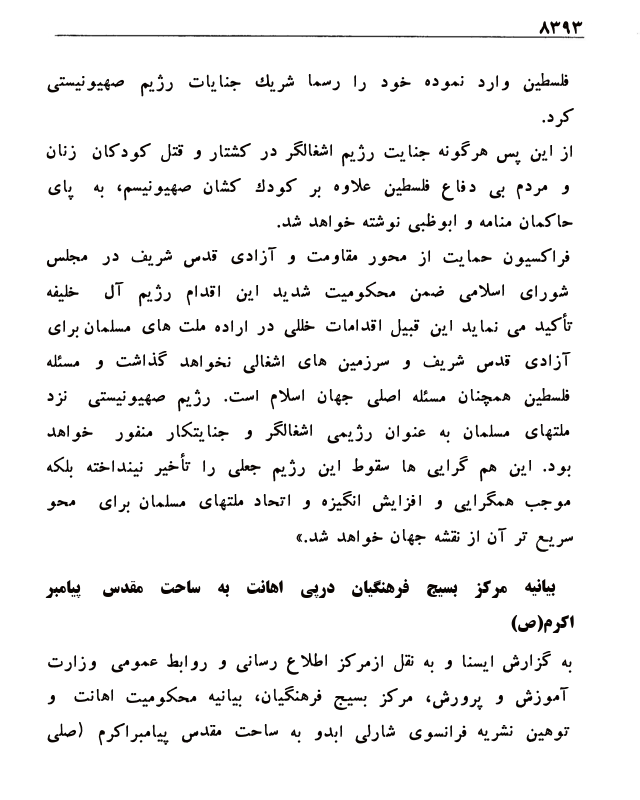 ۸۳۹۳
فلسطین وارد نموده خود را رسما شریك جنایات رژیم صهیونیستی
کرد.
از این پس هرگونه جنایت رژیم اشغالگر در کشتار و قتل کودکان زنان
و مردم بی دفاع فلسطین علاوه بر کودك کشان صهیونیسم، به پای
حاکمان منامه و ابوظبی نوشته خواهد شد.
فراکسیون حمایت از محور مقاومت و آزادی قدس شریف در مجلس
شورای اسلامی ضمن محکومیت شدید این اقدام رژیم آل خلیفه
تأکید می نماید این قبیل اقدامات خللی در اراده ملت های مسلمان برای
آزادی قدس شریف و سرزمین های اشغالی نخواهد گذاشت و مسئله
فلسطین همچنان مسئله اصلی جهان اسلام است. رژیم صهیونیستی نزد
ملتهای مسلمان به عنوان رژیمی اشغالگر و جنایتکار منفور خواهد
بود. این هم گرایی ها سقوط این رژیم جعلی را تأخیر نینداخته بلکه
موجب همگرایی و افزایش انگیزه و اتحاد ملتهای مسلمان برای محو
سریع تر آن از نقشه جهان خواهد شد.»
بیانیه مرکز بسیج فرهنگیان درپی اهانت به ساحت مقدس پیامبر
اکرم(ص)
به گزارش ایسنا و به نقل ازمرکز اطلاع رسانی و روابط عمومی وزارت
آموزش و پرورش، مرکز بسیج فرهنگیان، بیانیه محکومیت اهانت و
توهین نشریه فرانسوی شارلی ابدو به ساحت مقدس پیامبراکرم (صلی